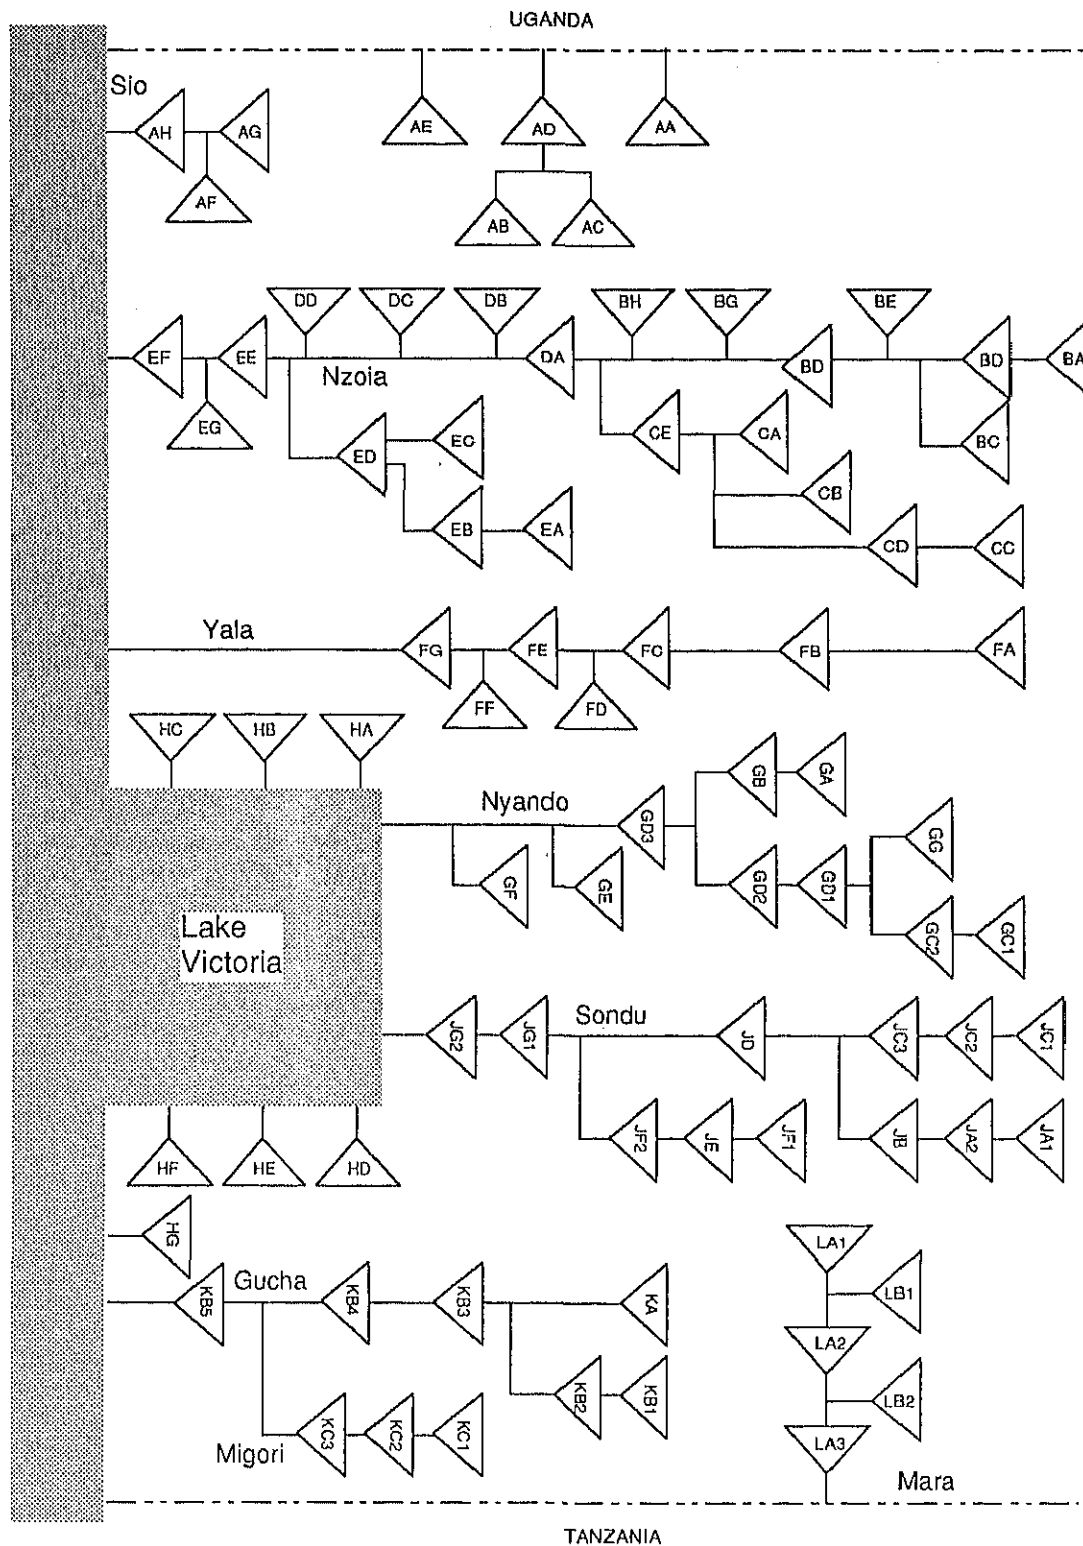 UGANDA
Sio
AH
AG
AF
AE
AD
AA
AB
AC
DD
DC
DB
BH
BG
BE
EF
EE
Nzoia
DA
BD
BD
BA
EG
ED
EC
CE
CA
BC
CB
EB
EA
CD
CC
Yala
FG
FE
FC
FB
FA
FF
FD
HC
HB
HA
Nyando
GD3
GB
GA
GG
GF
GE
GD2
GD1
GC2
GC1
Lake
Victoria
JG2
JG1
Sondu
JD
JC3
JC2
JC1
JF2
JE
JF1
JB
JA2
JA1
HF
HE
HD
HG
Gucha
KB5
KB4
KB3
KA
KB2
KB1
Migori
KC3
KC2
KC1
LA1
LB1
LA2
LB2
LA3
Mara
TANZANIA